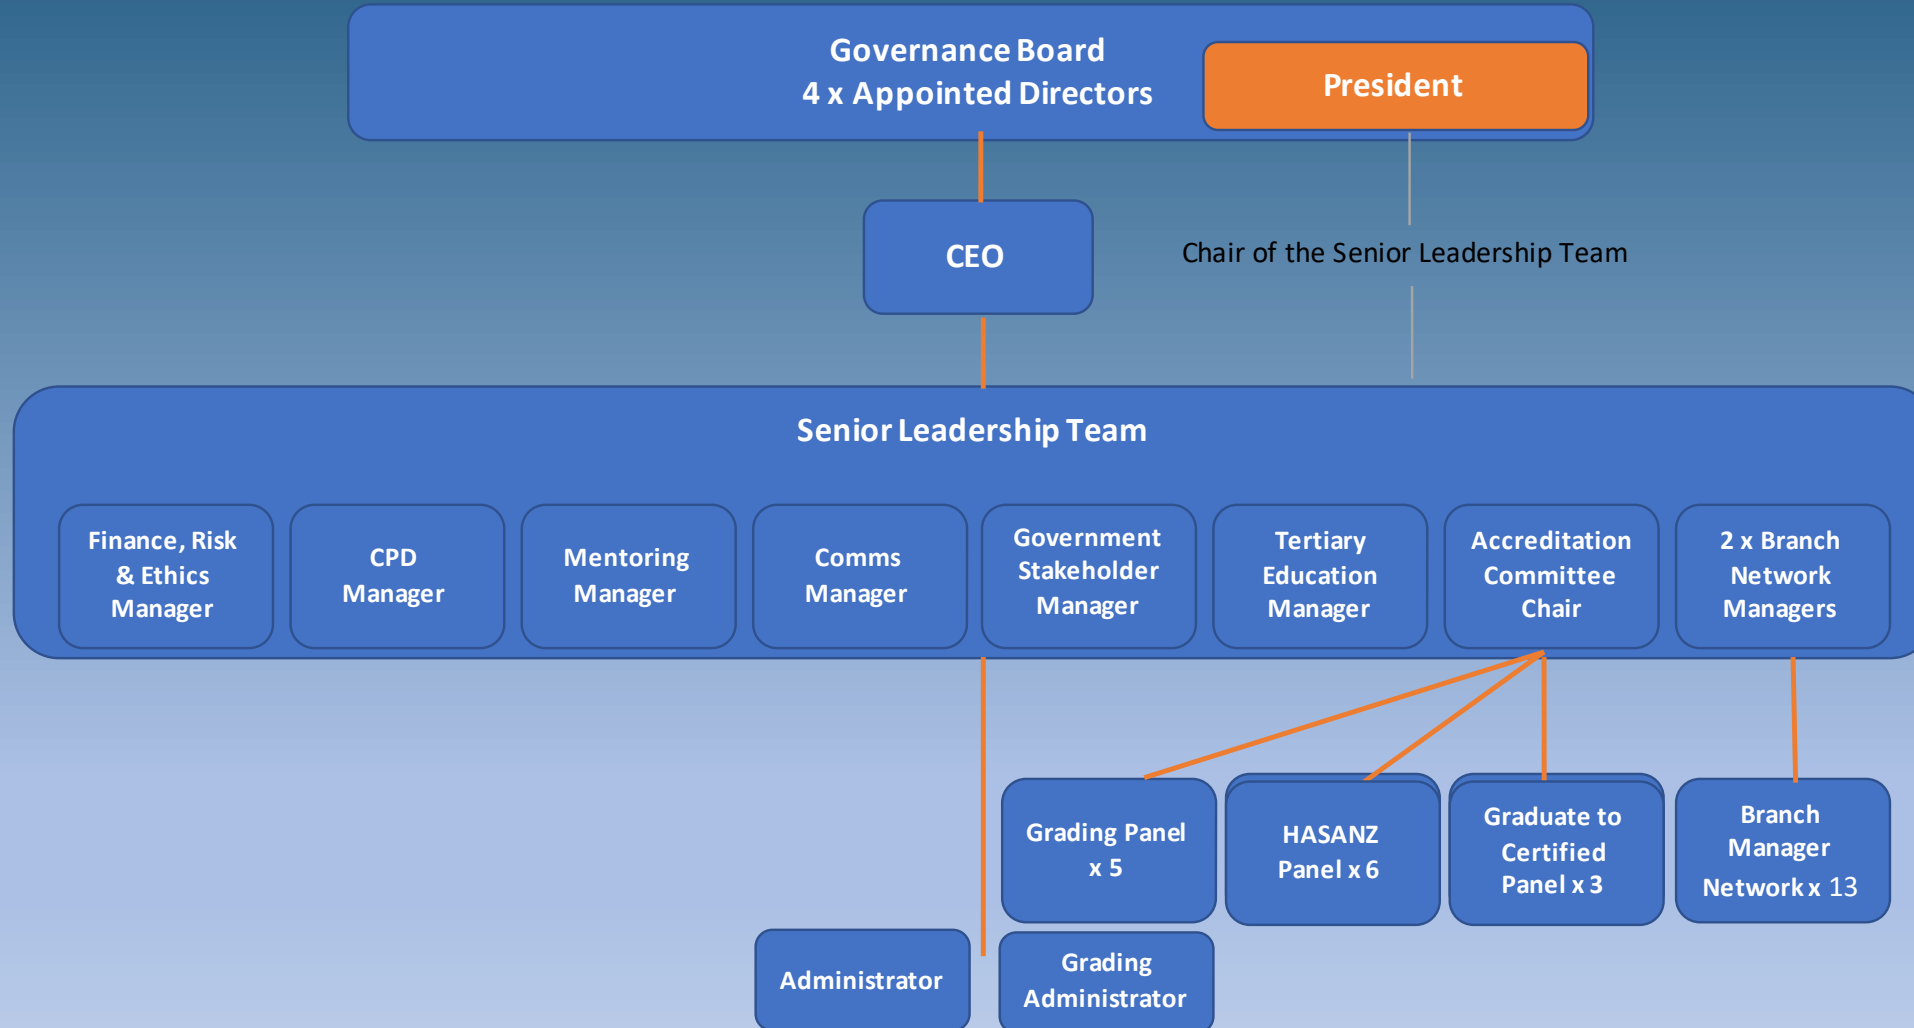 Governance Board
4 x Appointed Directors
President
CEO
Chair of the Senior Leadership Team
Senior Leadership Team
Finance, Risk
& Ethics
Manager
CPD
Manager
Mentoring
Manager
Comms
Manager
Government
Stakeholder
Manager
Tertiary
Education
Manager
Accreditation
Committee
Chair
2 x Branch
Network
Managers
Grading Panel
x 5
HASANZ
Panel x 6
Graduate to
Certified
Panel x 3
Branch
Manager
Network x 13
Administrator
Grading
Administrator